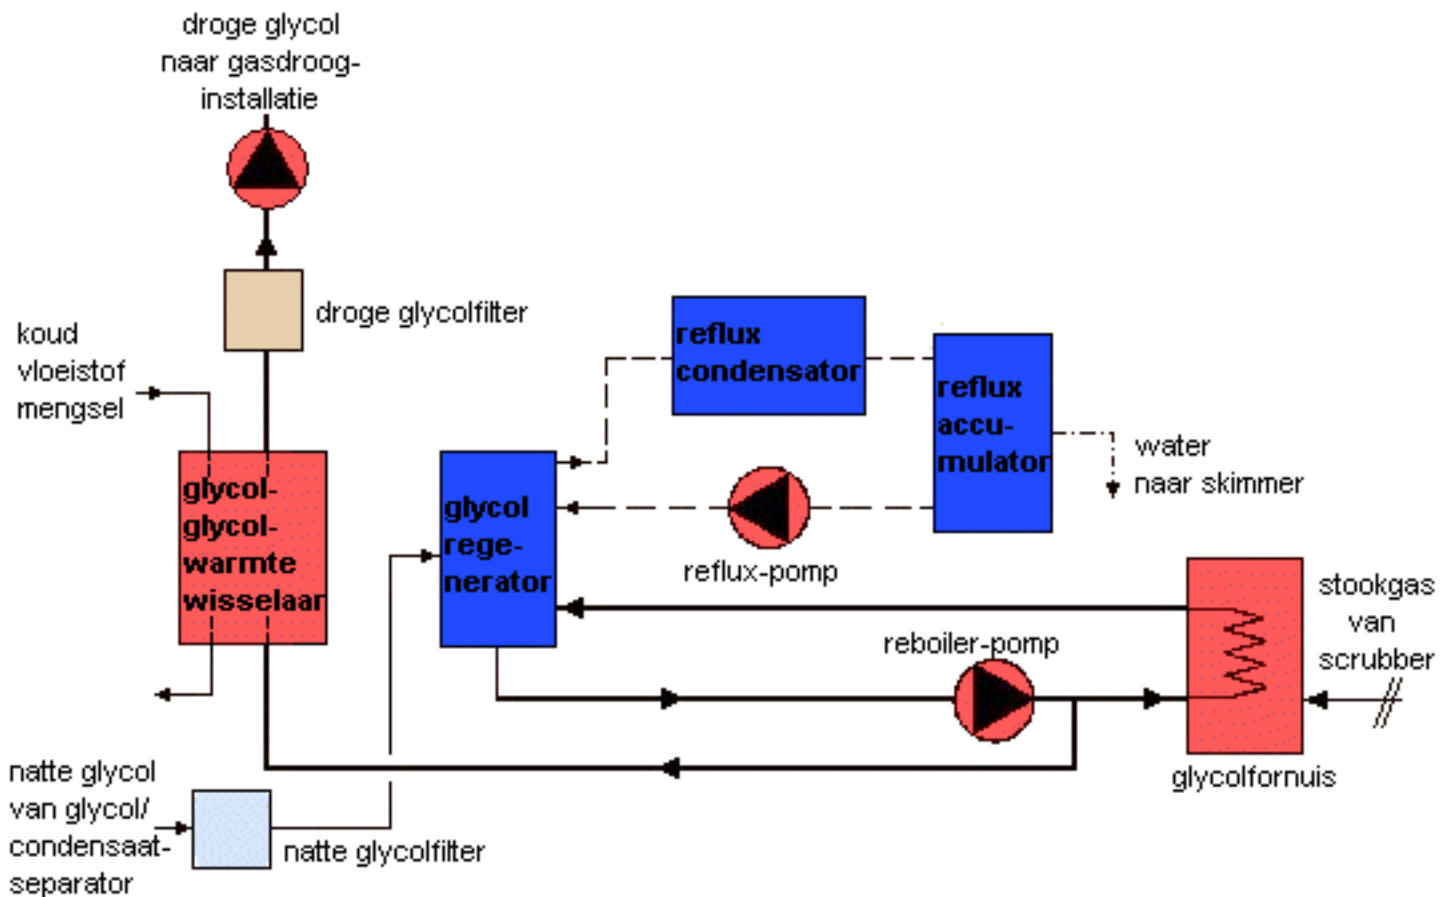 droge glycol
naar gasdroog-
installatie
droge glycolfilter
koud
vloeistof
mengsel
reflux
condensator
reflux
accu-
mulator
water
naar skimmer
glycol-
glycol-
warmte
wisselaar
glycol
rege-
nerator
reflux-pomp
reboiler-pomp
stookgas
van
scrubber
glycolfornuis
natte glycol
van glycol/
condensaat-
separator
natte glycolfilter